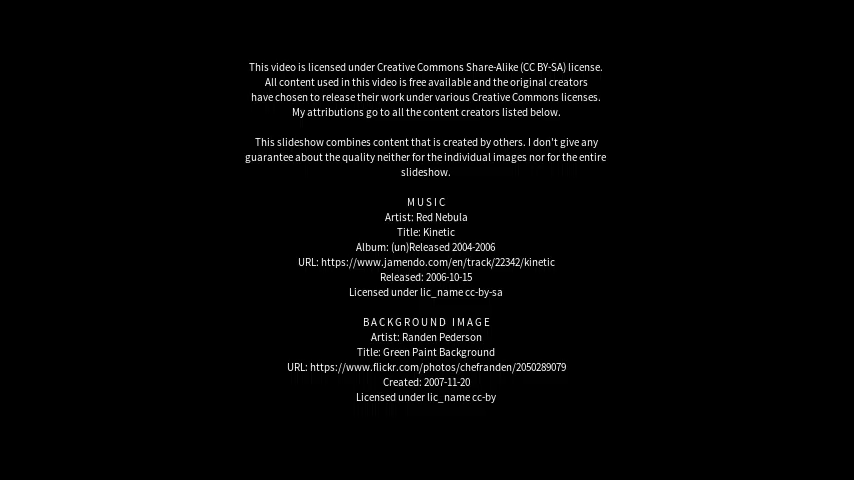 This video is licensed under Creative Commons Share-Alike (CC BY-SA) license.
All content used in this video is free available and the original creators
have chosen to release their work under various Creative Commons licenses.
My attributions go to all the content creators listed below.
This slideshow combines content that is created by others. I don't give any
guarantee about the quality neither for the individual images nor for the entire
slideshow.
MUSIC
Artist: Red Nebula
Title: Kinetic
Album: (un)Released 2004-2006
URL: https://www.jamendo.com/en/track/22342/kinetic
Released: 2006-10-15
Licensed under lic_name cc-by-sa
BACKGROUND IMAGE
Artist: Randen Pederson
Title: Green Paint Background
URL: https://www.flickr.com/photos/chefranden/2050289079
Created: 2007-11-20
Licensed under lic_name cc-by